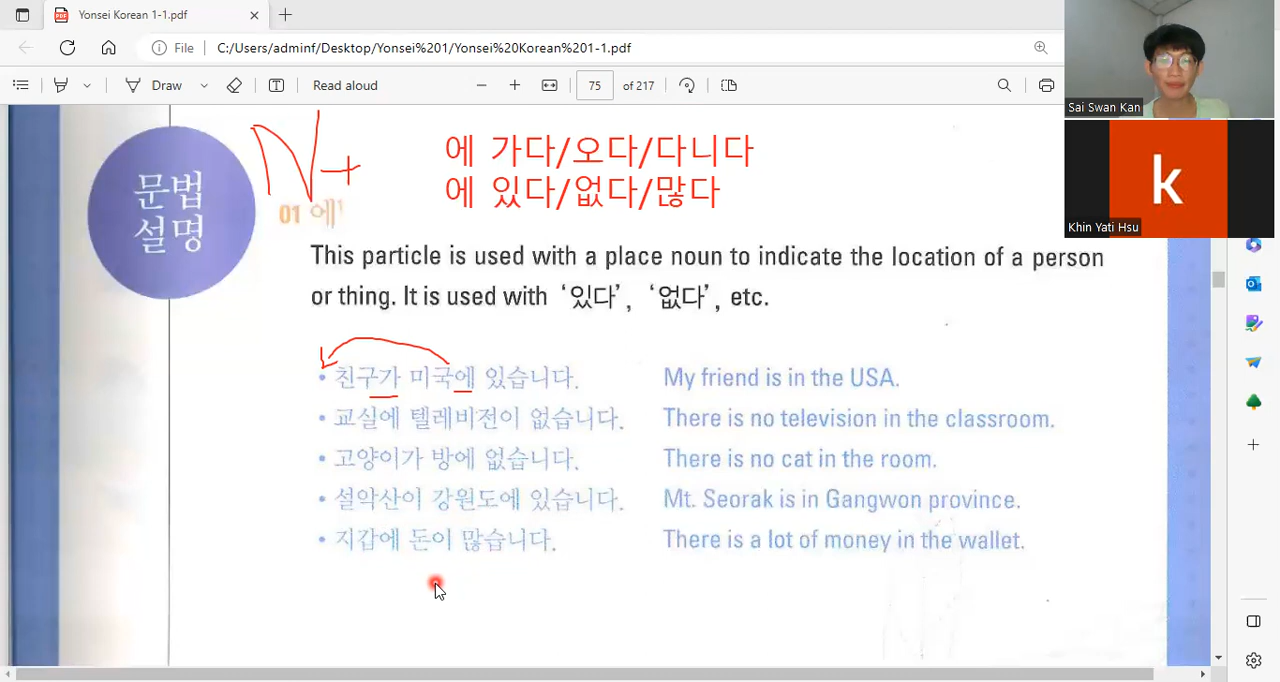 Yonsei Korean 1-1.pdf
File C:/Users/adminf/Desktop/Yonsei%201/Yonsei%20Korean%201-1.pdf
Draw Read aloud 75 of 217
Sai Swan Kan
k
Khin Yati Hsu
N+
에 가다/오다/다니다
에 있다/없다/많다
문법
설명
01 에1
This particle is used with a place noun to indicate the location of a person
or thing. It is used with ‘있다’, ‘없다’, etc.
• 친구가 미국에 있습니다. My friend is in the USA.
• 교실에 텔레비전이 없습니다. There is no television in the classroom.
• 고양이가 방에 없습니다. There is no cat in the room.
• 설악산이 강원도에 있습니다. Mt. Seorak is in Gangwon province.
• 지갑에 돈이 많습니다. There is a lot of money in the wallet.